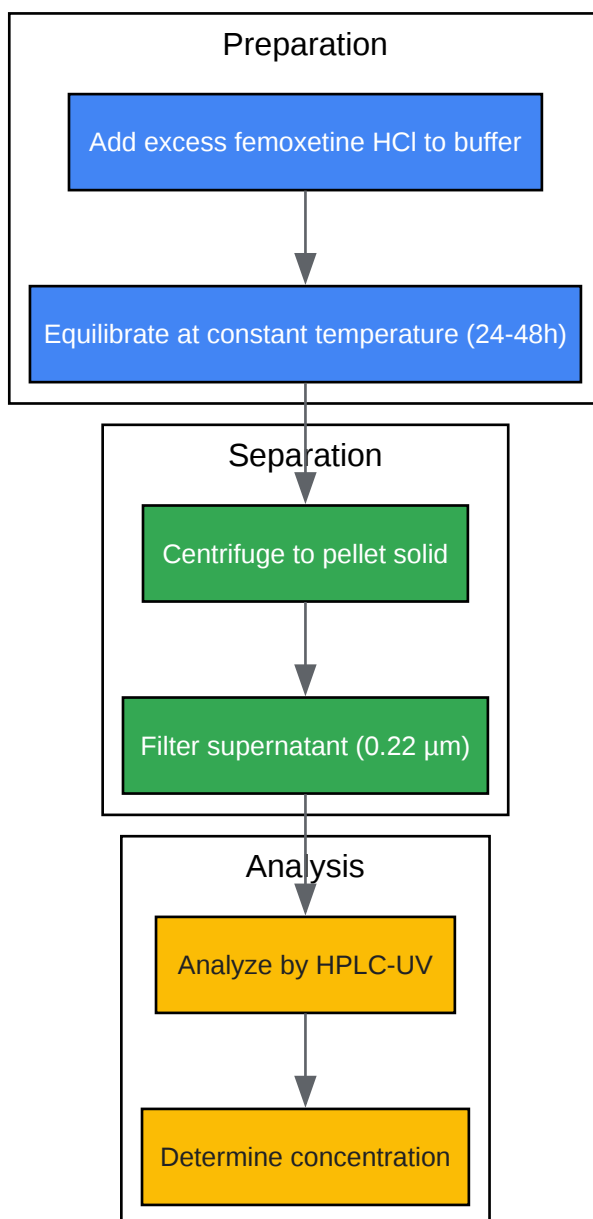 Preparation
Add excess femoxetine HCl to buffer
Equilibrate at constant temperature (24-48h)
Separation
Centrifuge to pellet solid
Filter supernatant (0.22 µm)
Analysis
Analyze by HPLC-UV
Determine concentration